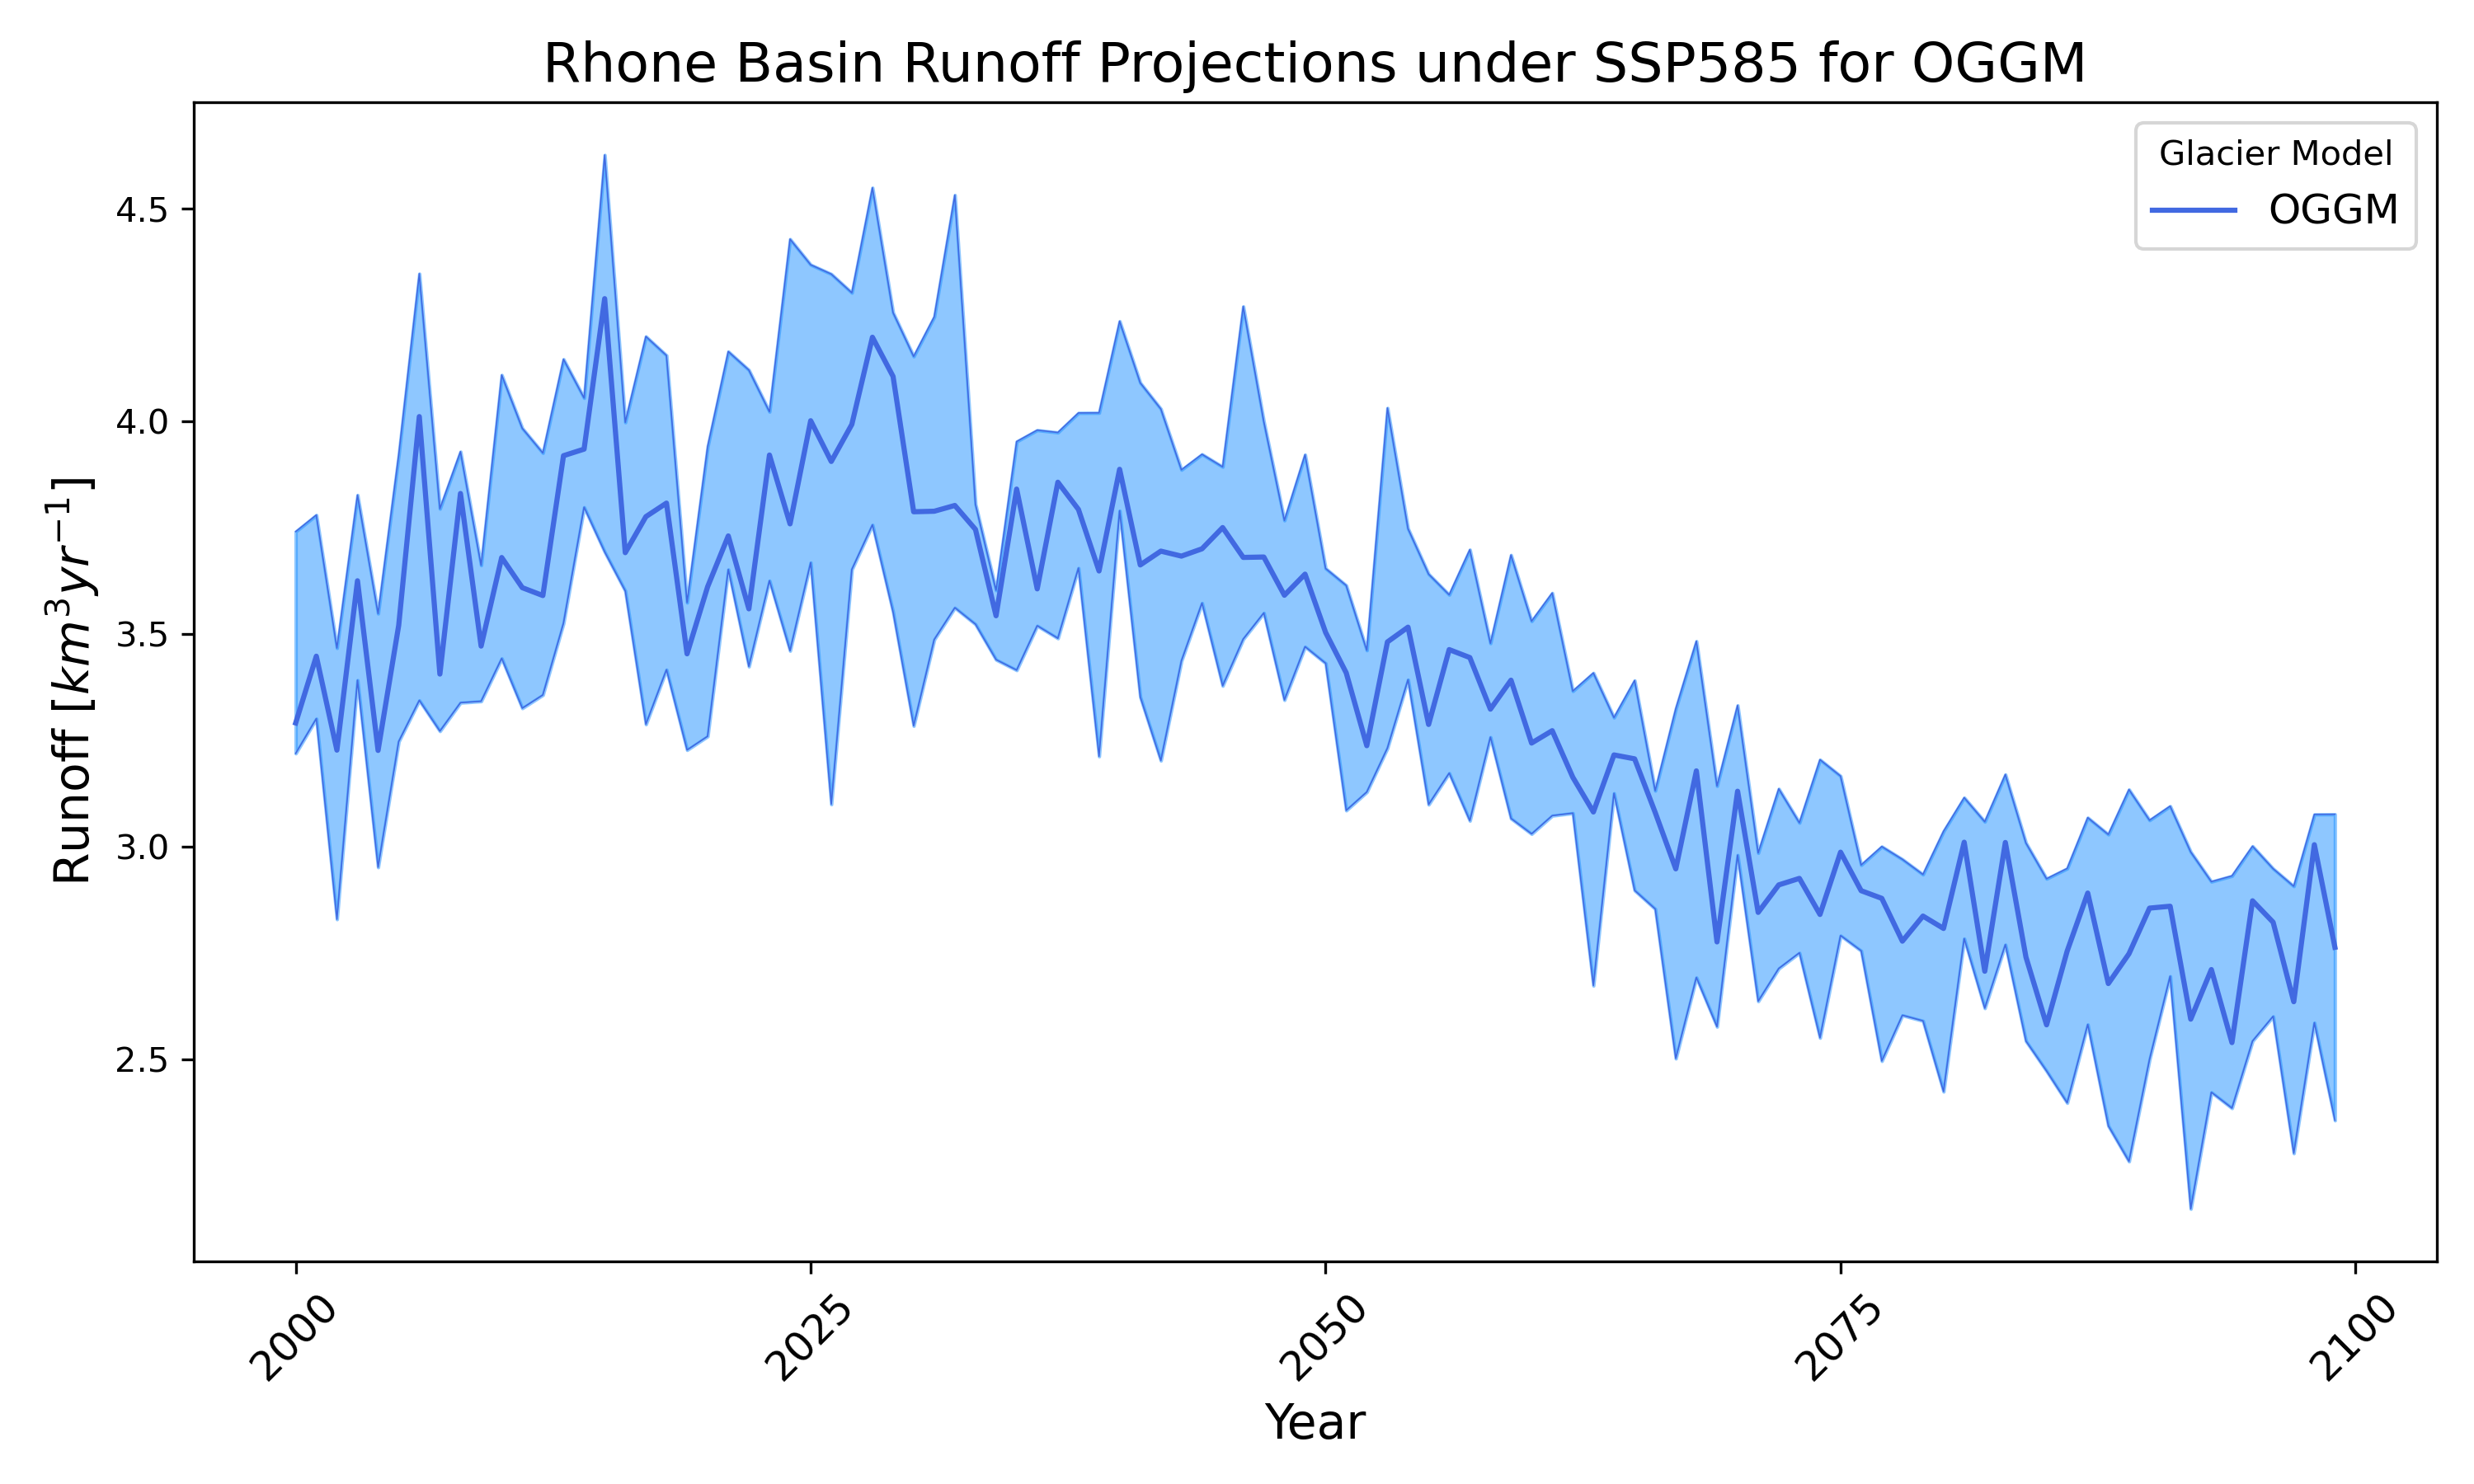 Rhone Basin Runoff Projections under SSP585 for OGGM
Glacier Model
OGGM
Runoff [km³yr⁻¹]
4.5
4.0
3.5
3.0
2.5
2000
2025
2050
2075
2100
Year